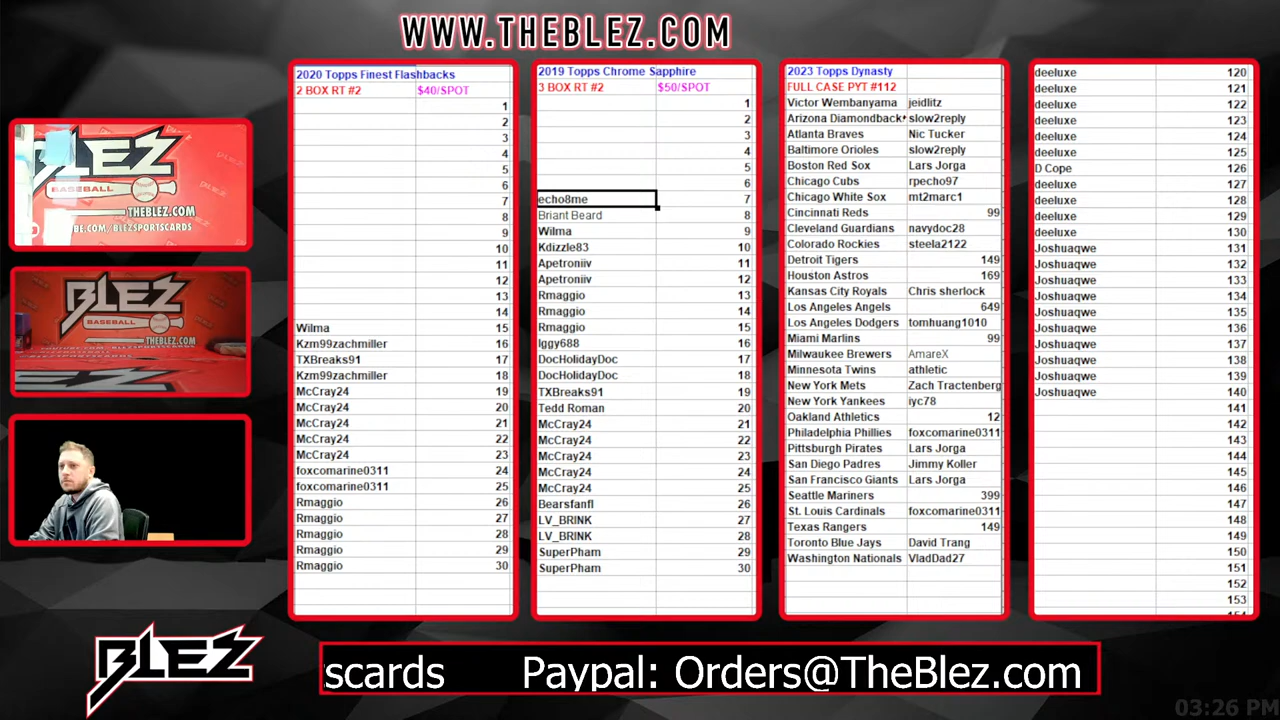 WWW.THEBLEZ.COM
BLEZ
BASEBALL
THEBLEZ.COM
BE.COM/BLEZSPORTSCARDS
BLEZ
BASEBALL
THEBLEZ.COM
2020 Topps Finest Flashbacks
2 BOX RT #2 $40/SPOT
1
2
3
4
5
6
7
8
9
10
11
12
13
14
Wilma 15
Kzm99zachmiller 16
TXBreaks91 17
Kzm99zachmiller 18
McCray24 19
McCray24 20
McCray24 21
McCray24 22
McCray24 23
foxcomarine0311 24
foxcomarine0311 25
Rmaggio 26
Rmaggio 27
Rmaggio 28
Rmaggio 29
Rmaggio 30
2019 Topps Chrome Sapphire
3 BOX RT #2 $50/SPOT
1
2
3
4
5
6
echo8me 7
Briant Beard 8
Wilma 9
Kdizzle83 10
Apetroniiv 11
Apetroniiv 12
Rmaggio 13
Rmaggio 14
Rmaggio 15
Iggy688 16
DocHolidayDoc 17
DocHolidayDoc 18
TXBreaks91 19
Tedd Roman 20
McCray24 21
McCray24 22
McCray24 23
McCray24 24
McCray24 25
Bearsfanfl 26
LV_BRINK 27
LV_BRINK 28
SuperPham 29
SuperPham 30
2023 Topps Dynasty
FULL CASE PYT #112
Victor Wembanyama jeidlitz
Arizona Diamondback slow2reply
Atlanta Braves Nic Tucker
Baltimore Orioles slow2reply
Boston Red Sox Lars Jorga
Chicago Cubs rpecho97
Chicago White Sox mt2marc1
Cincinnati Reds 99
Cleveland Guardians navydoc28
Colorado Rockies steela2122
Detroit Tigers 149
Houston Astros 169
Kansas City Royals Chris sherlock
Los Angeles Angels 649
Los Angeles Dodgers tomhuang1010
Miami Marlins 99
Milwaukee Brewers AmareX
Minnesota Twins athletic
New York Mets Zach Tractenberg
New York Yankees iyc78
Oakland Athletics 12
Philadelphia Phillies foxcomarine0311
Pittsburgh Pirates Lars Jorga
San Diego Padres Jimmy Koller
San Francisco Giants Lars Jorga
Seattle Mariners 399
St. Louis Cardinals foxcomarine0311
Texas Rangers 149
Toronto Blue Jays David Trang
Washington Nationals VladDad27
deeluxe 120
deeluxe 121
deeluxe 122
deeluxe 123
deeluxe 124
deeluxe 125
D Cope 126
deeluxe 127
deeluxe 128
deeluxe 129
deeluxe 130
Joshuaqwe 131
Joshuaqwe 132
Joshuaqwe 133
Joshuaqwe 134
Joshuaqwe 135
Joshuaqwe 136
Joshuaqwe 137
Joshuaqwe 138
Joshuaqwe 139
Joshuaqwe 140
141
142
143
144
145
146
147
148
149
150
151
152
153
BLEZ
scards Paypal: Orders@TheBlez.com
03:26 PM